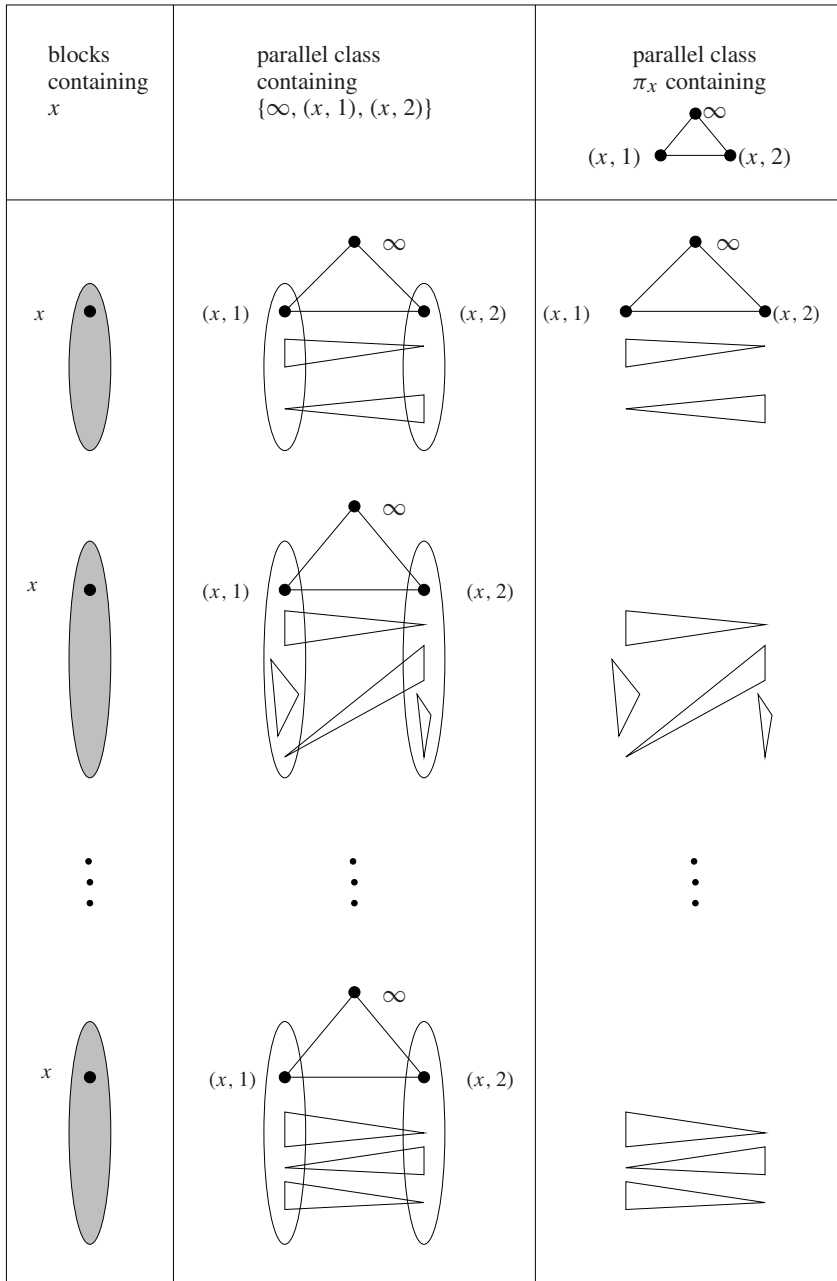 blocks
containing
x
parallel class
containing
{∞, (x, 1), (x, 2)}
parallel class
π_x containing
∞
(x, 1) (x, 2)
∞
x (x, 1) (x, 2)
∞
(x, 1) (x, 2)
∞
x (x, 1) (x, 2)
∞
x (x, 1) (x, 2)